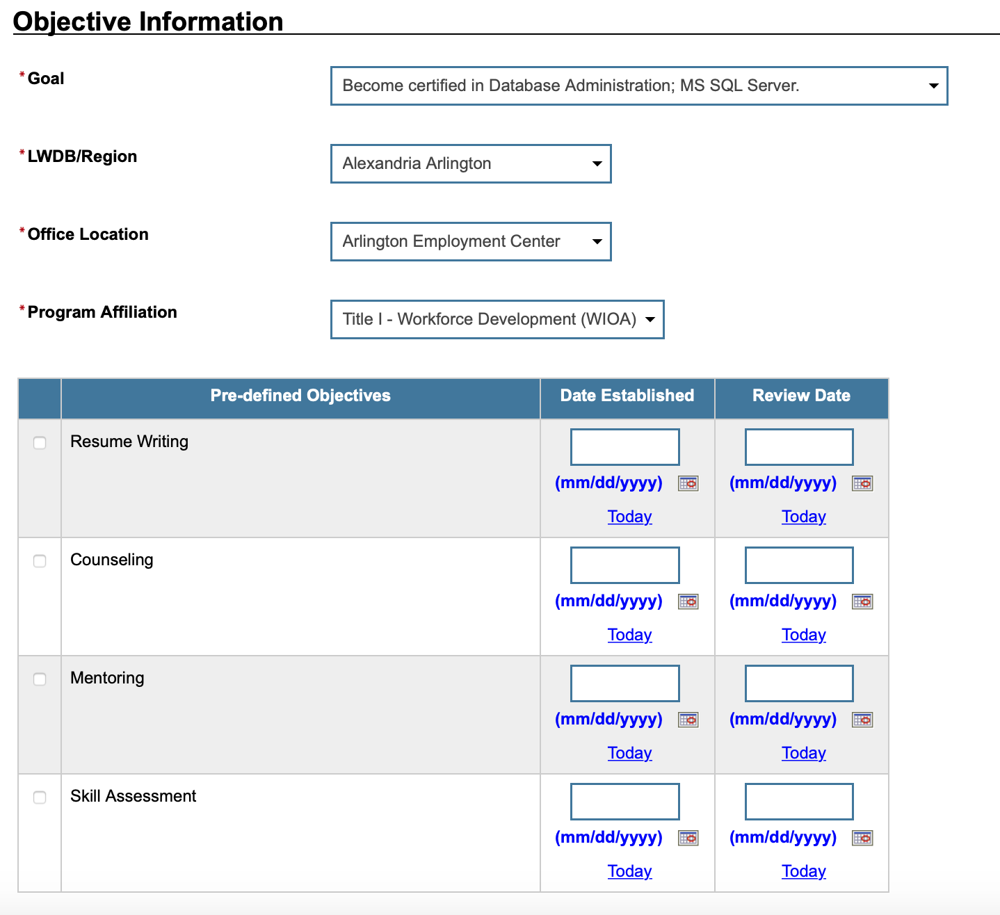 Objective Information
* Goal
Become certified in Database Administration; MS SQL Server.
* LWDB/Region
Alexandria Arlington
* Office Location
Arlington Employment Center
* Program Affiliation
Title I - Workforce Development (WIOA)
Pre-defined Objectives Date Established Review Date
Resume Writing
(mm/dd/yyyy) (mm/dd/yyyy)
Today Today
Counseling
(mm/dd/yyyy) (mm/dd/yyyy)
Today Today
Mentoring
(mm/dd/yyyy) (mm/dd/yyyy)
Today Today
Skill Assessment
(mm/dd/yyyy) (mm/dd/yyyy)
Today Today